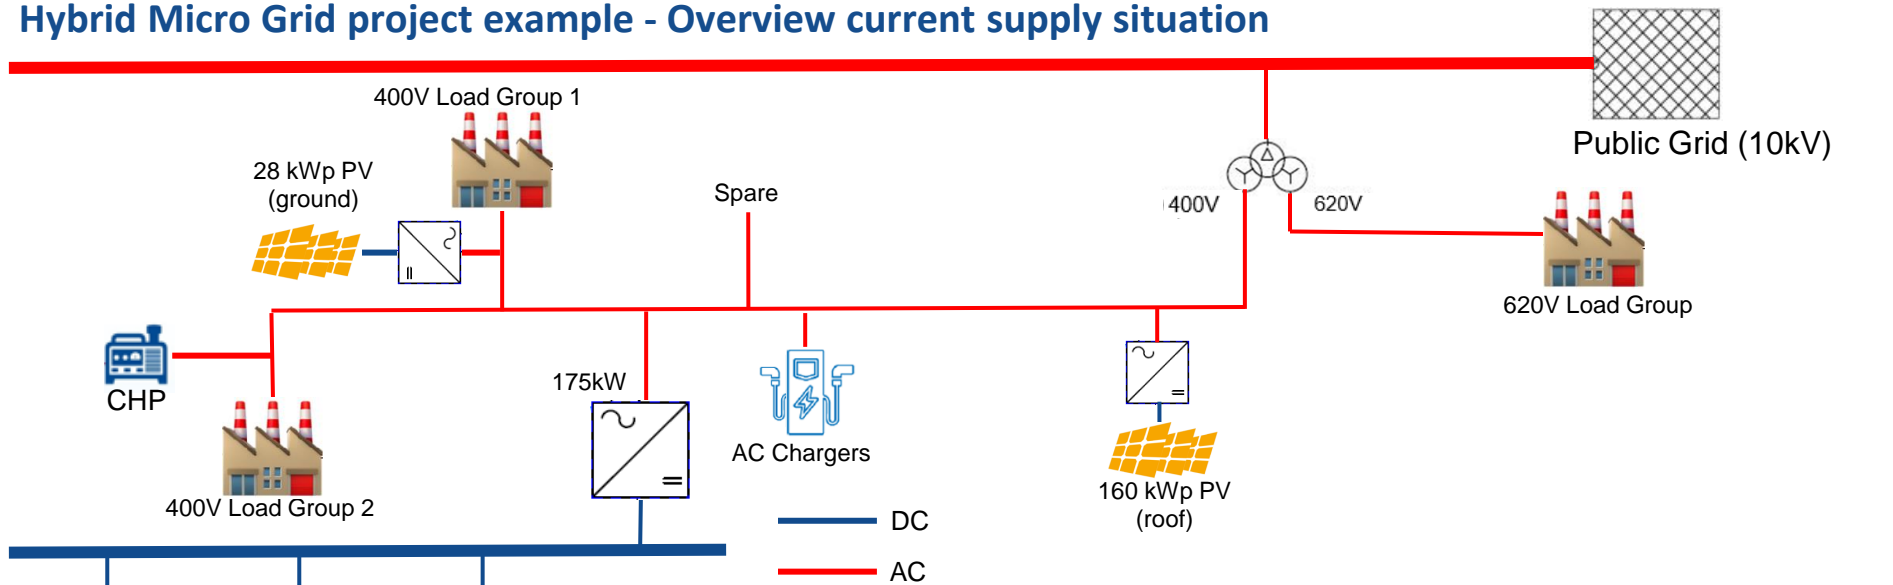 Hybrid Micro Grid project example - Overview current supply situation
400V Load Group 1
Public Grid (10kV)
28 kWp PV
(ground)
Spare
400V
620V
620V Load Group
CHP
175kW
AC Chargers
400V Load Group 2
160 kWp PV
(roof)
DC
AC